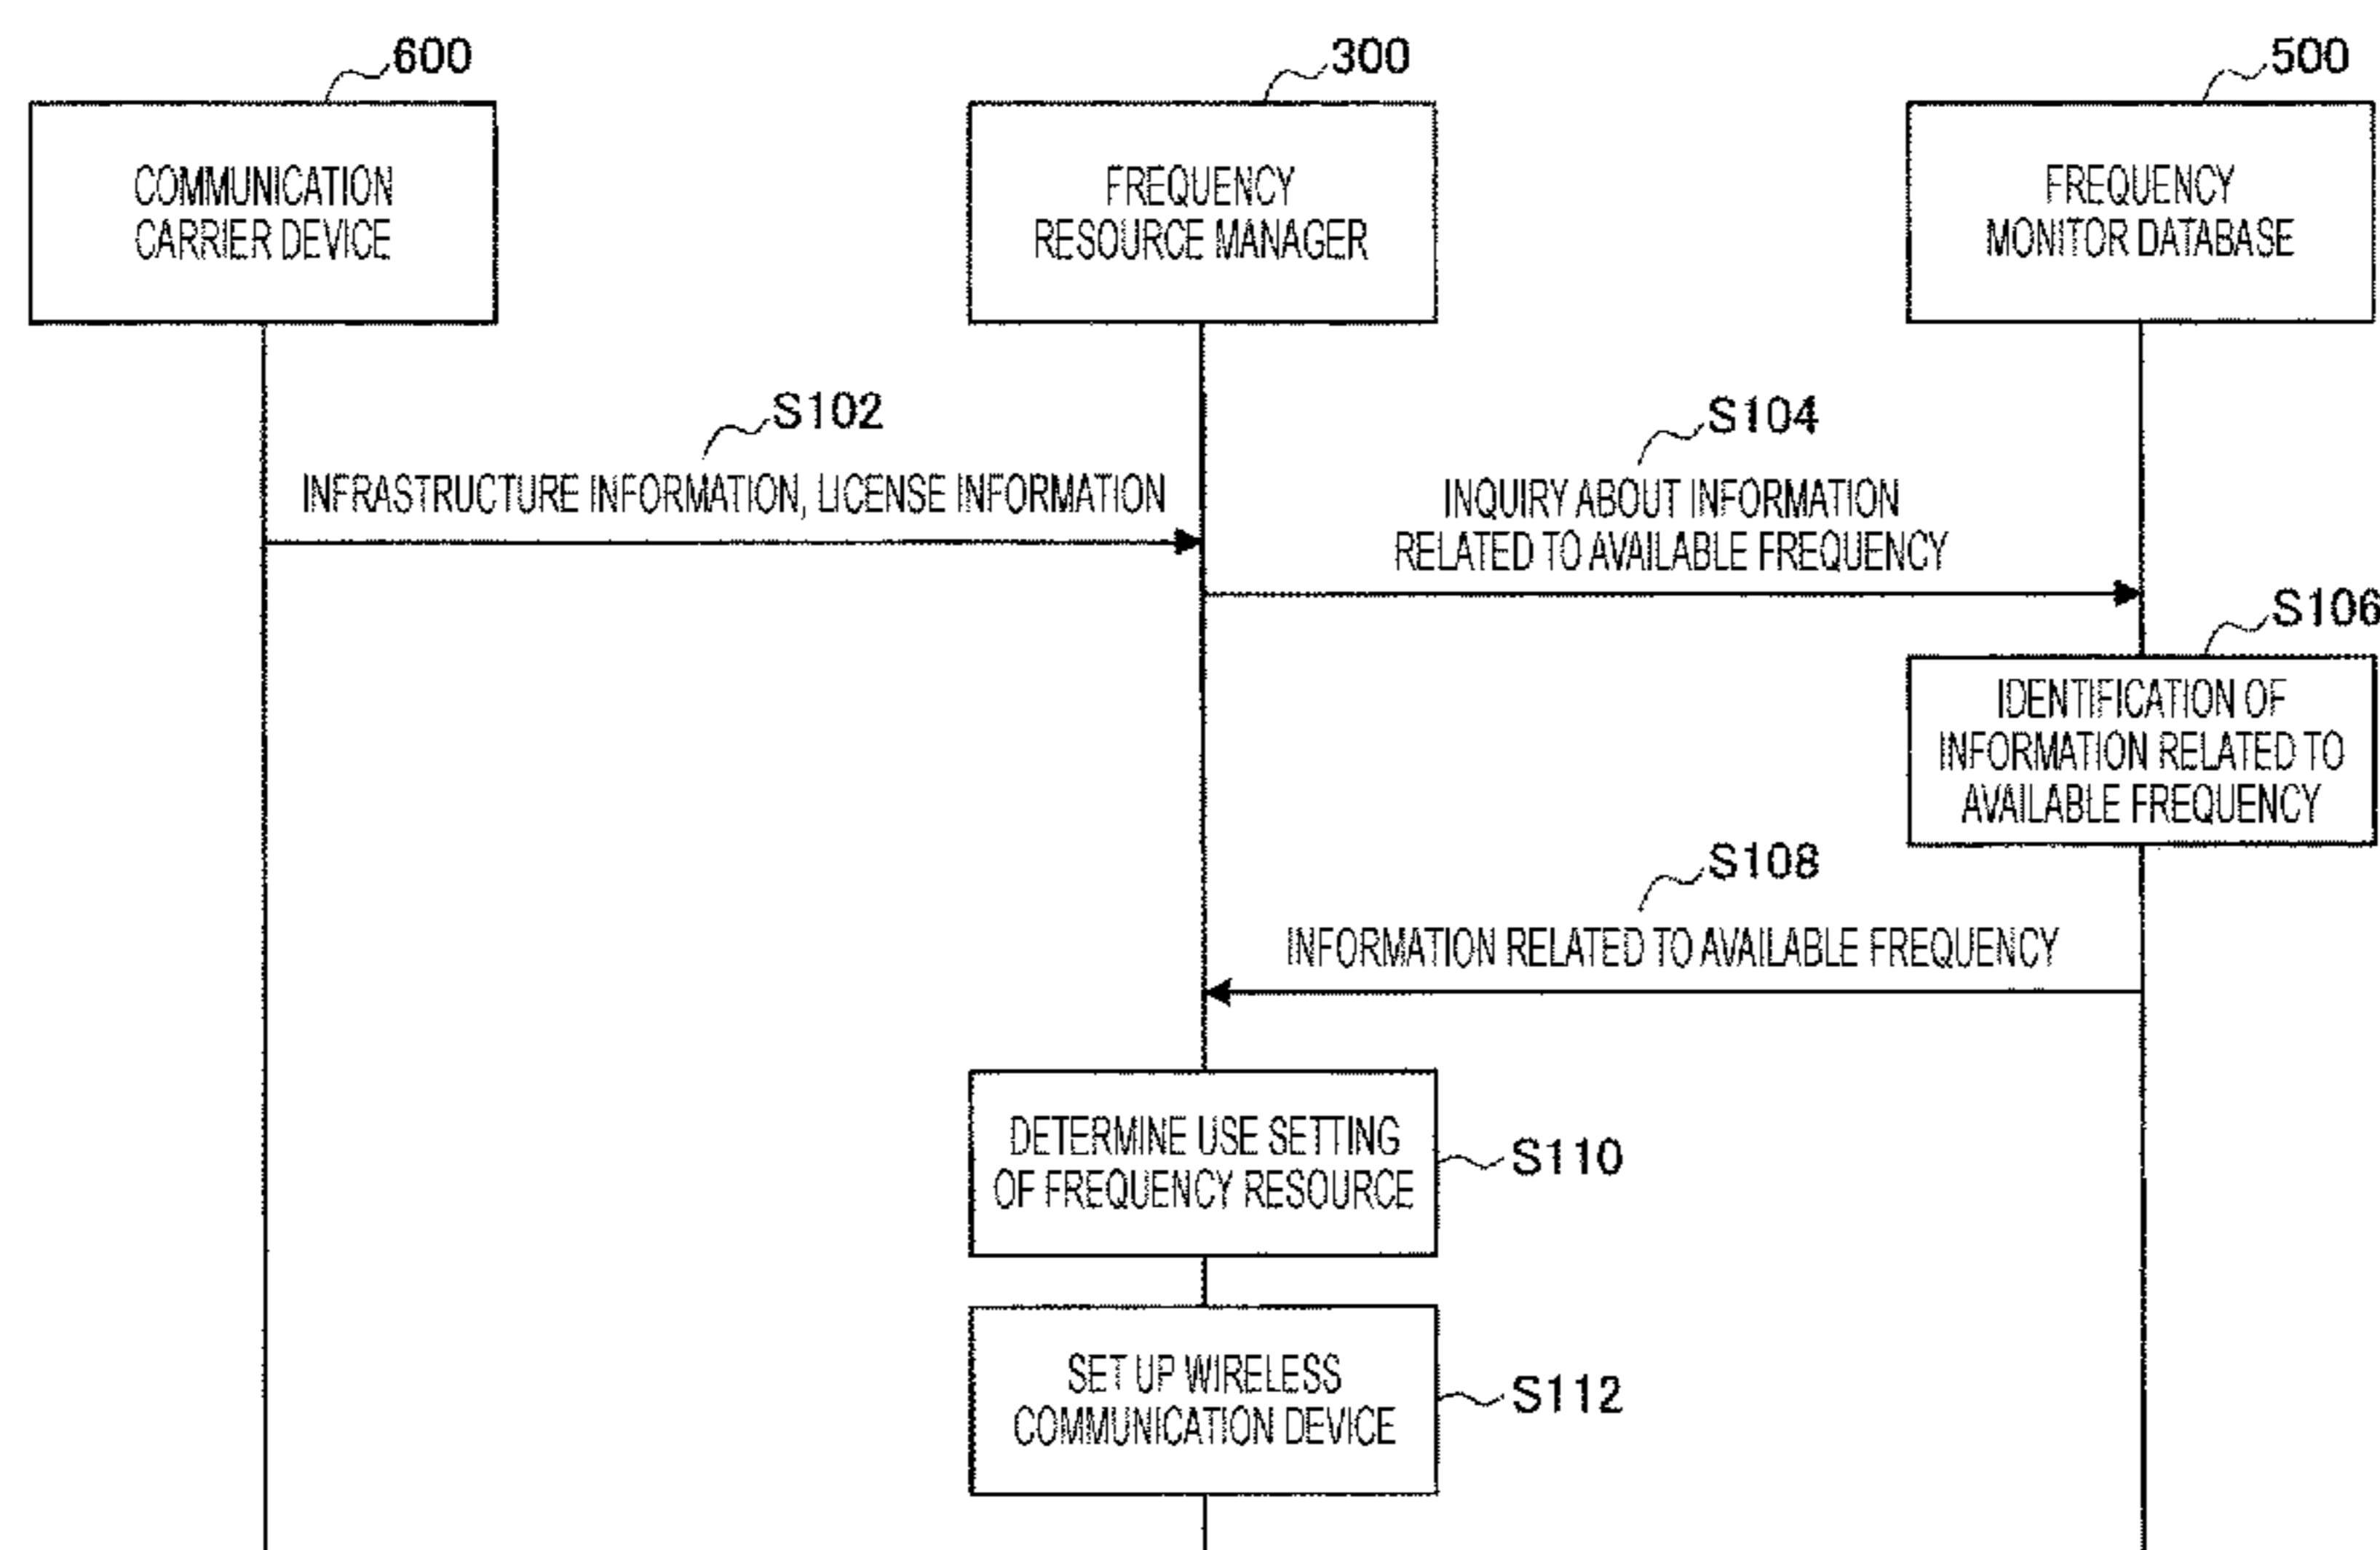 600
300
500
COMMUNICATION
CARRIER DEVICE
FREQUENCY
RESOURCE MANAGER
FREQUENCY
MONITOR DATABASE
S102
INFRASTRUCTURE INFORMATION, LICENSE INFORMATION
S104
INQUIRY ABOUT INFORMATION
RELATED TO AVAILABLE FREQUENCY
S106
IDENTIFICATION OF
INFORMATION RELATED TO
AVAILABLE FREQUENCY
S108
INFORMATION RELATED TO AVAILABLE FREQUENCY
DETERMINE USE SETTING
OF FREQUENCY RESOURCE
S110
SET UP WIRELESS
COMMUNICATION DEVICE
S112